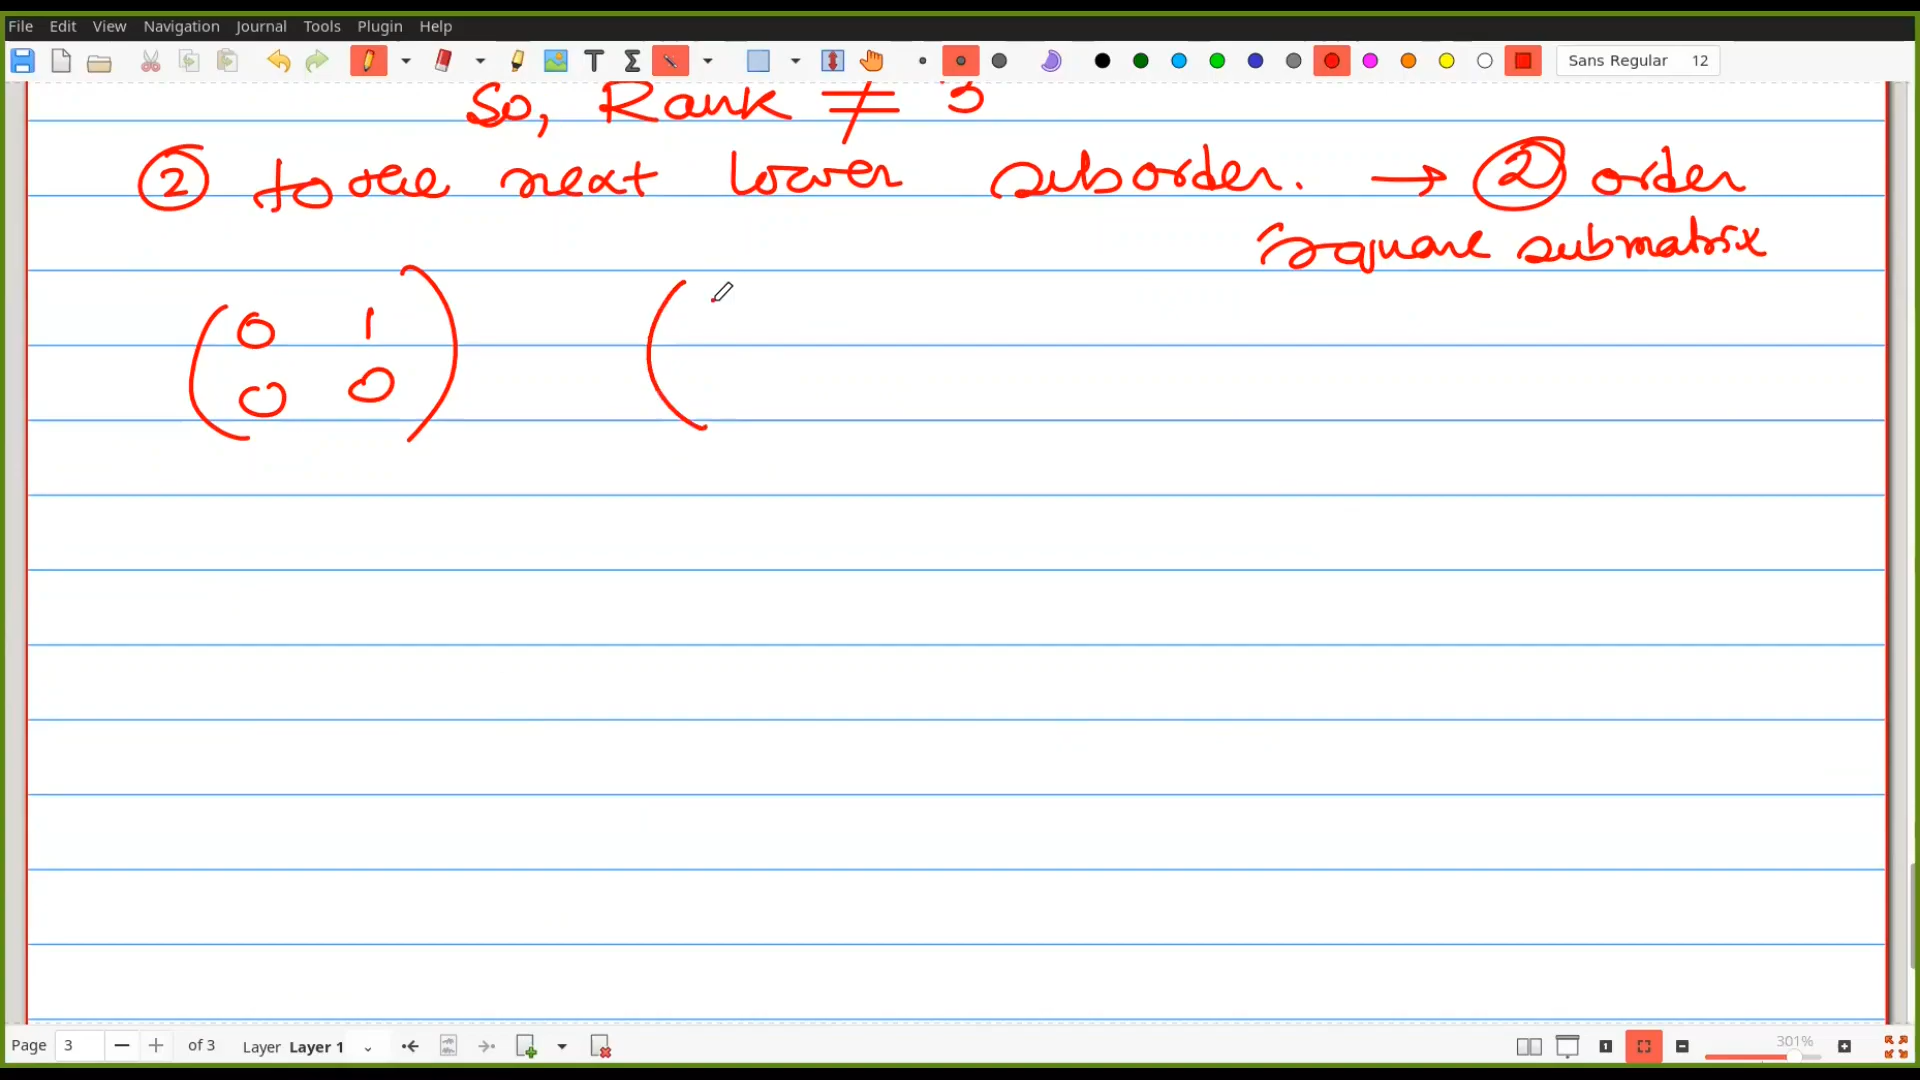 File Edit View Navigation Journal Tools Plugin Help
Sans Regular 12
So, Rank ≠ 3
② to the next lower suborder. → ② order
square submatrix
( 0 1 ) (
0 0
Page 3 of 3 Layer Layer 1 301%